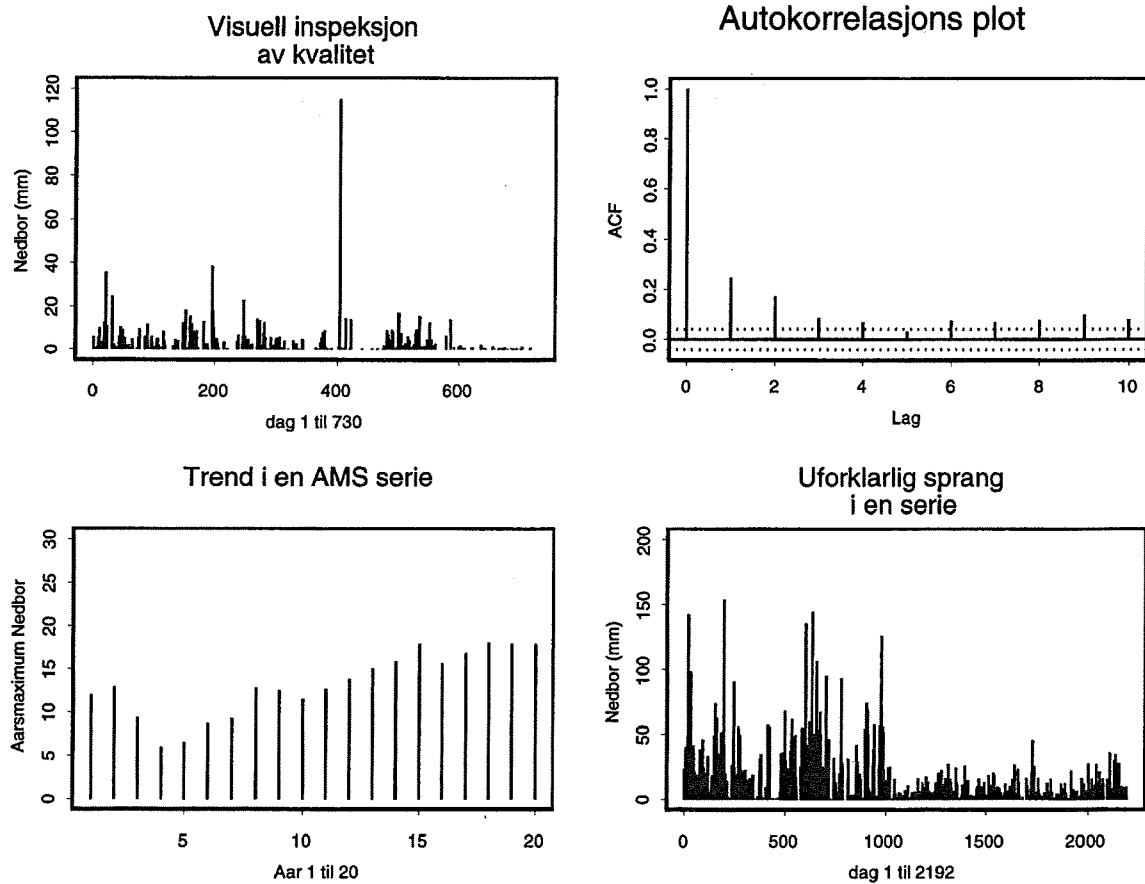 Visuell inspeksjon
av kvalitet
Nedbor (mm)
120
100
80
60
40
20
0
0 200 400 600
dag 1 til 730
Autokorrelasjons plot
ACF
1.0
0.8
0.6
0.4
0.2
0.0
0 2 4 6 8 10
Lag
Trend i en AMS serie
Aarsmaximum Nedbor
30
25
20
15
10
5
0
5 10 15 20
Aar 1 til 20
Uforklarlig sprang
i en serie
Nedbor (mm)
200
150
100
50
0
0 500 1000 1500 2000
dag 1 til 2192